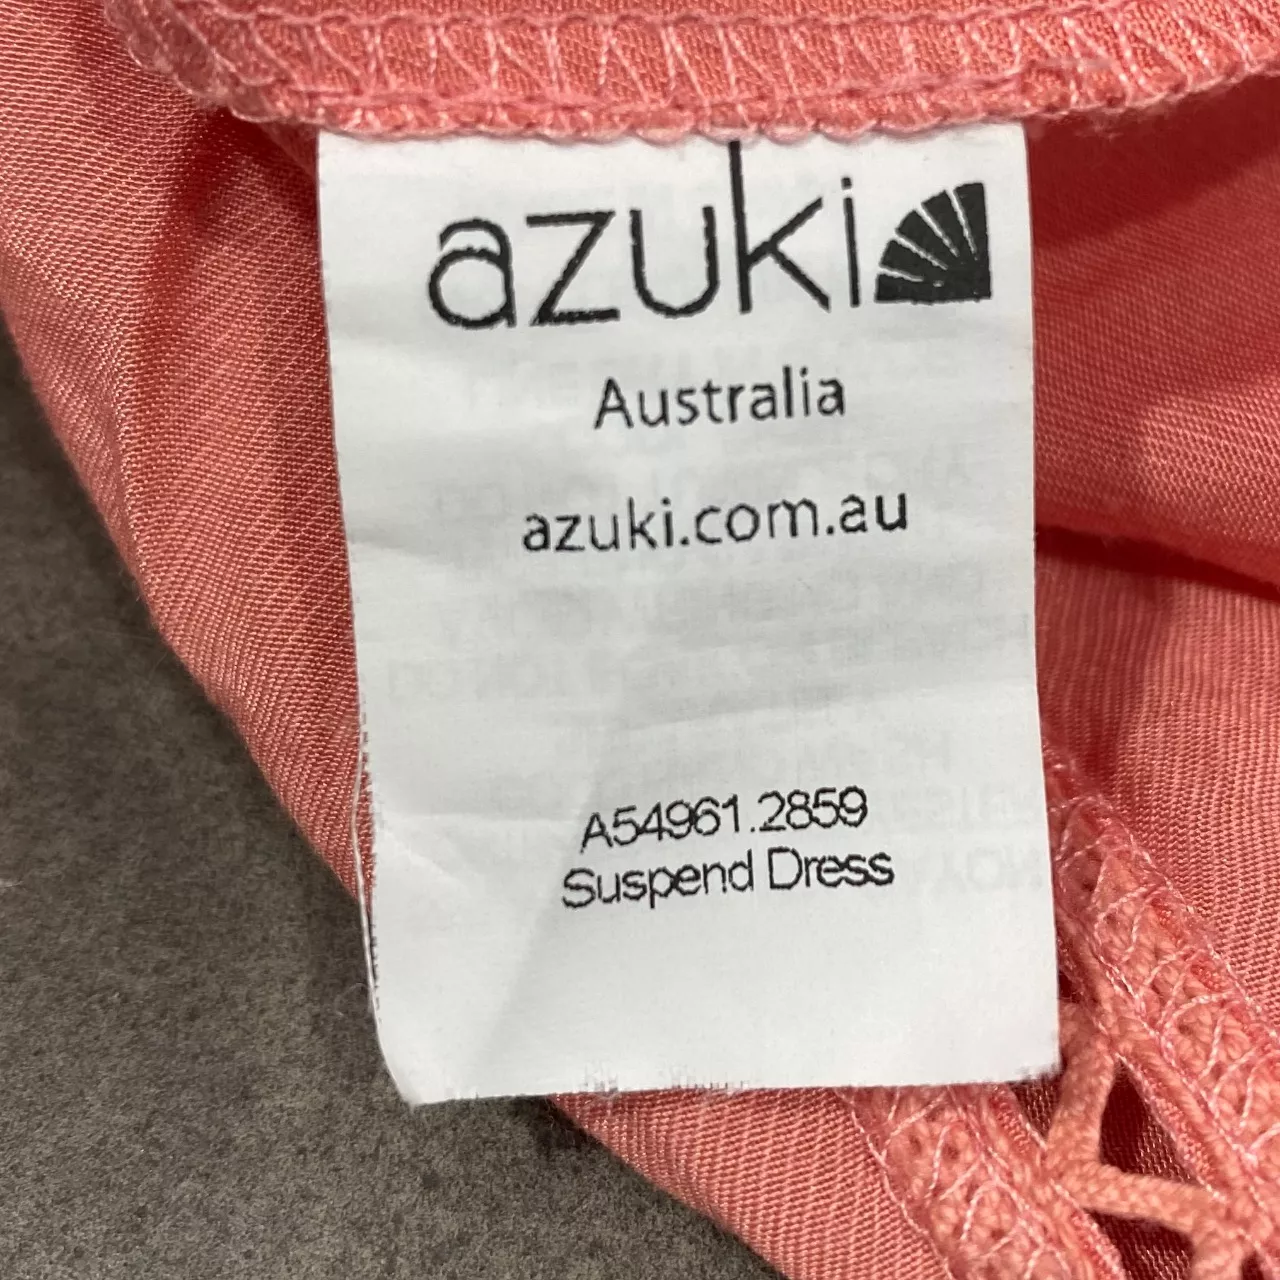 azuki
Australia
azuki.com.au
A54961.2859
Suspend Dress